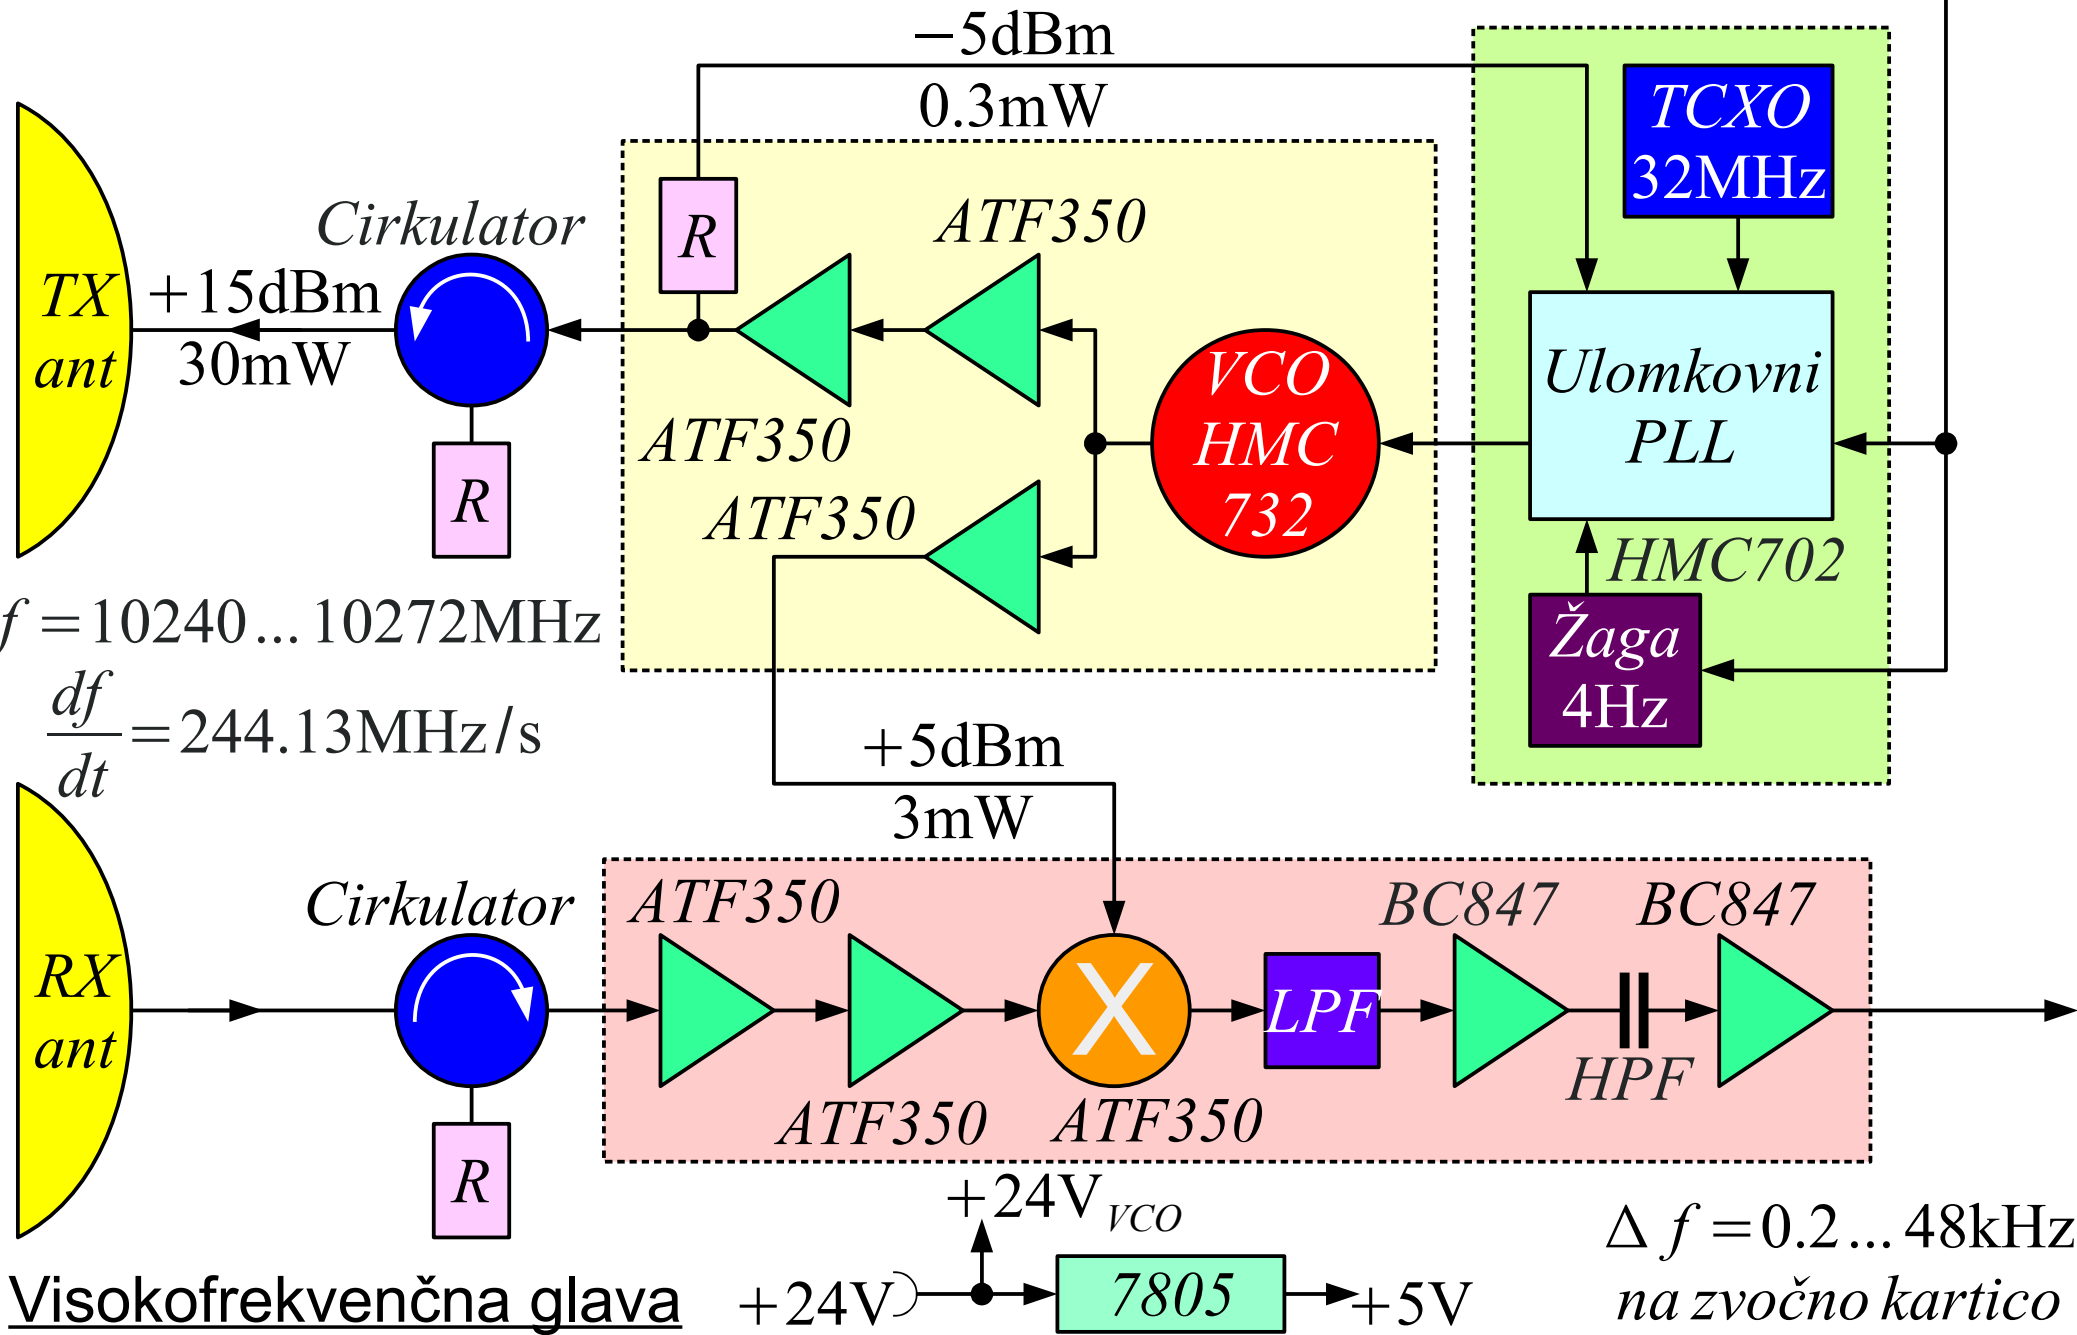 −5dBm
0.3mW
TCXO
32MHz
Cirkulator
R
ATF350
TX
ant
+15dBm
30mW
ATF350
VCO
HMC
732
Ulomkovni
PLL
R
ATF350
HMC702
f = 10240 ... 10272MHz
Žaga
4Hz
df
dt
= 244.13MHz/s
+5dBm
3mW
Cirkulator
ATF350
BC847
BC847
RX
ant
X
LPF
HPF
ATF350
ATF350
R
+24V VCO
Δ f = 0.2 ... 48kHz
na zvočno kartico
Visokofrekvenčna glava
+24V
7805
+5V